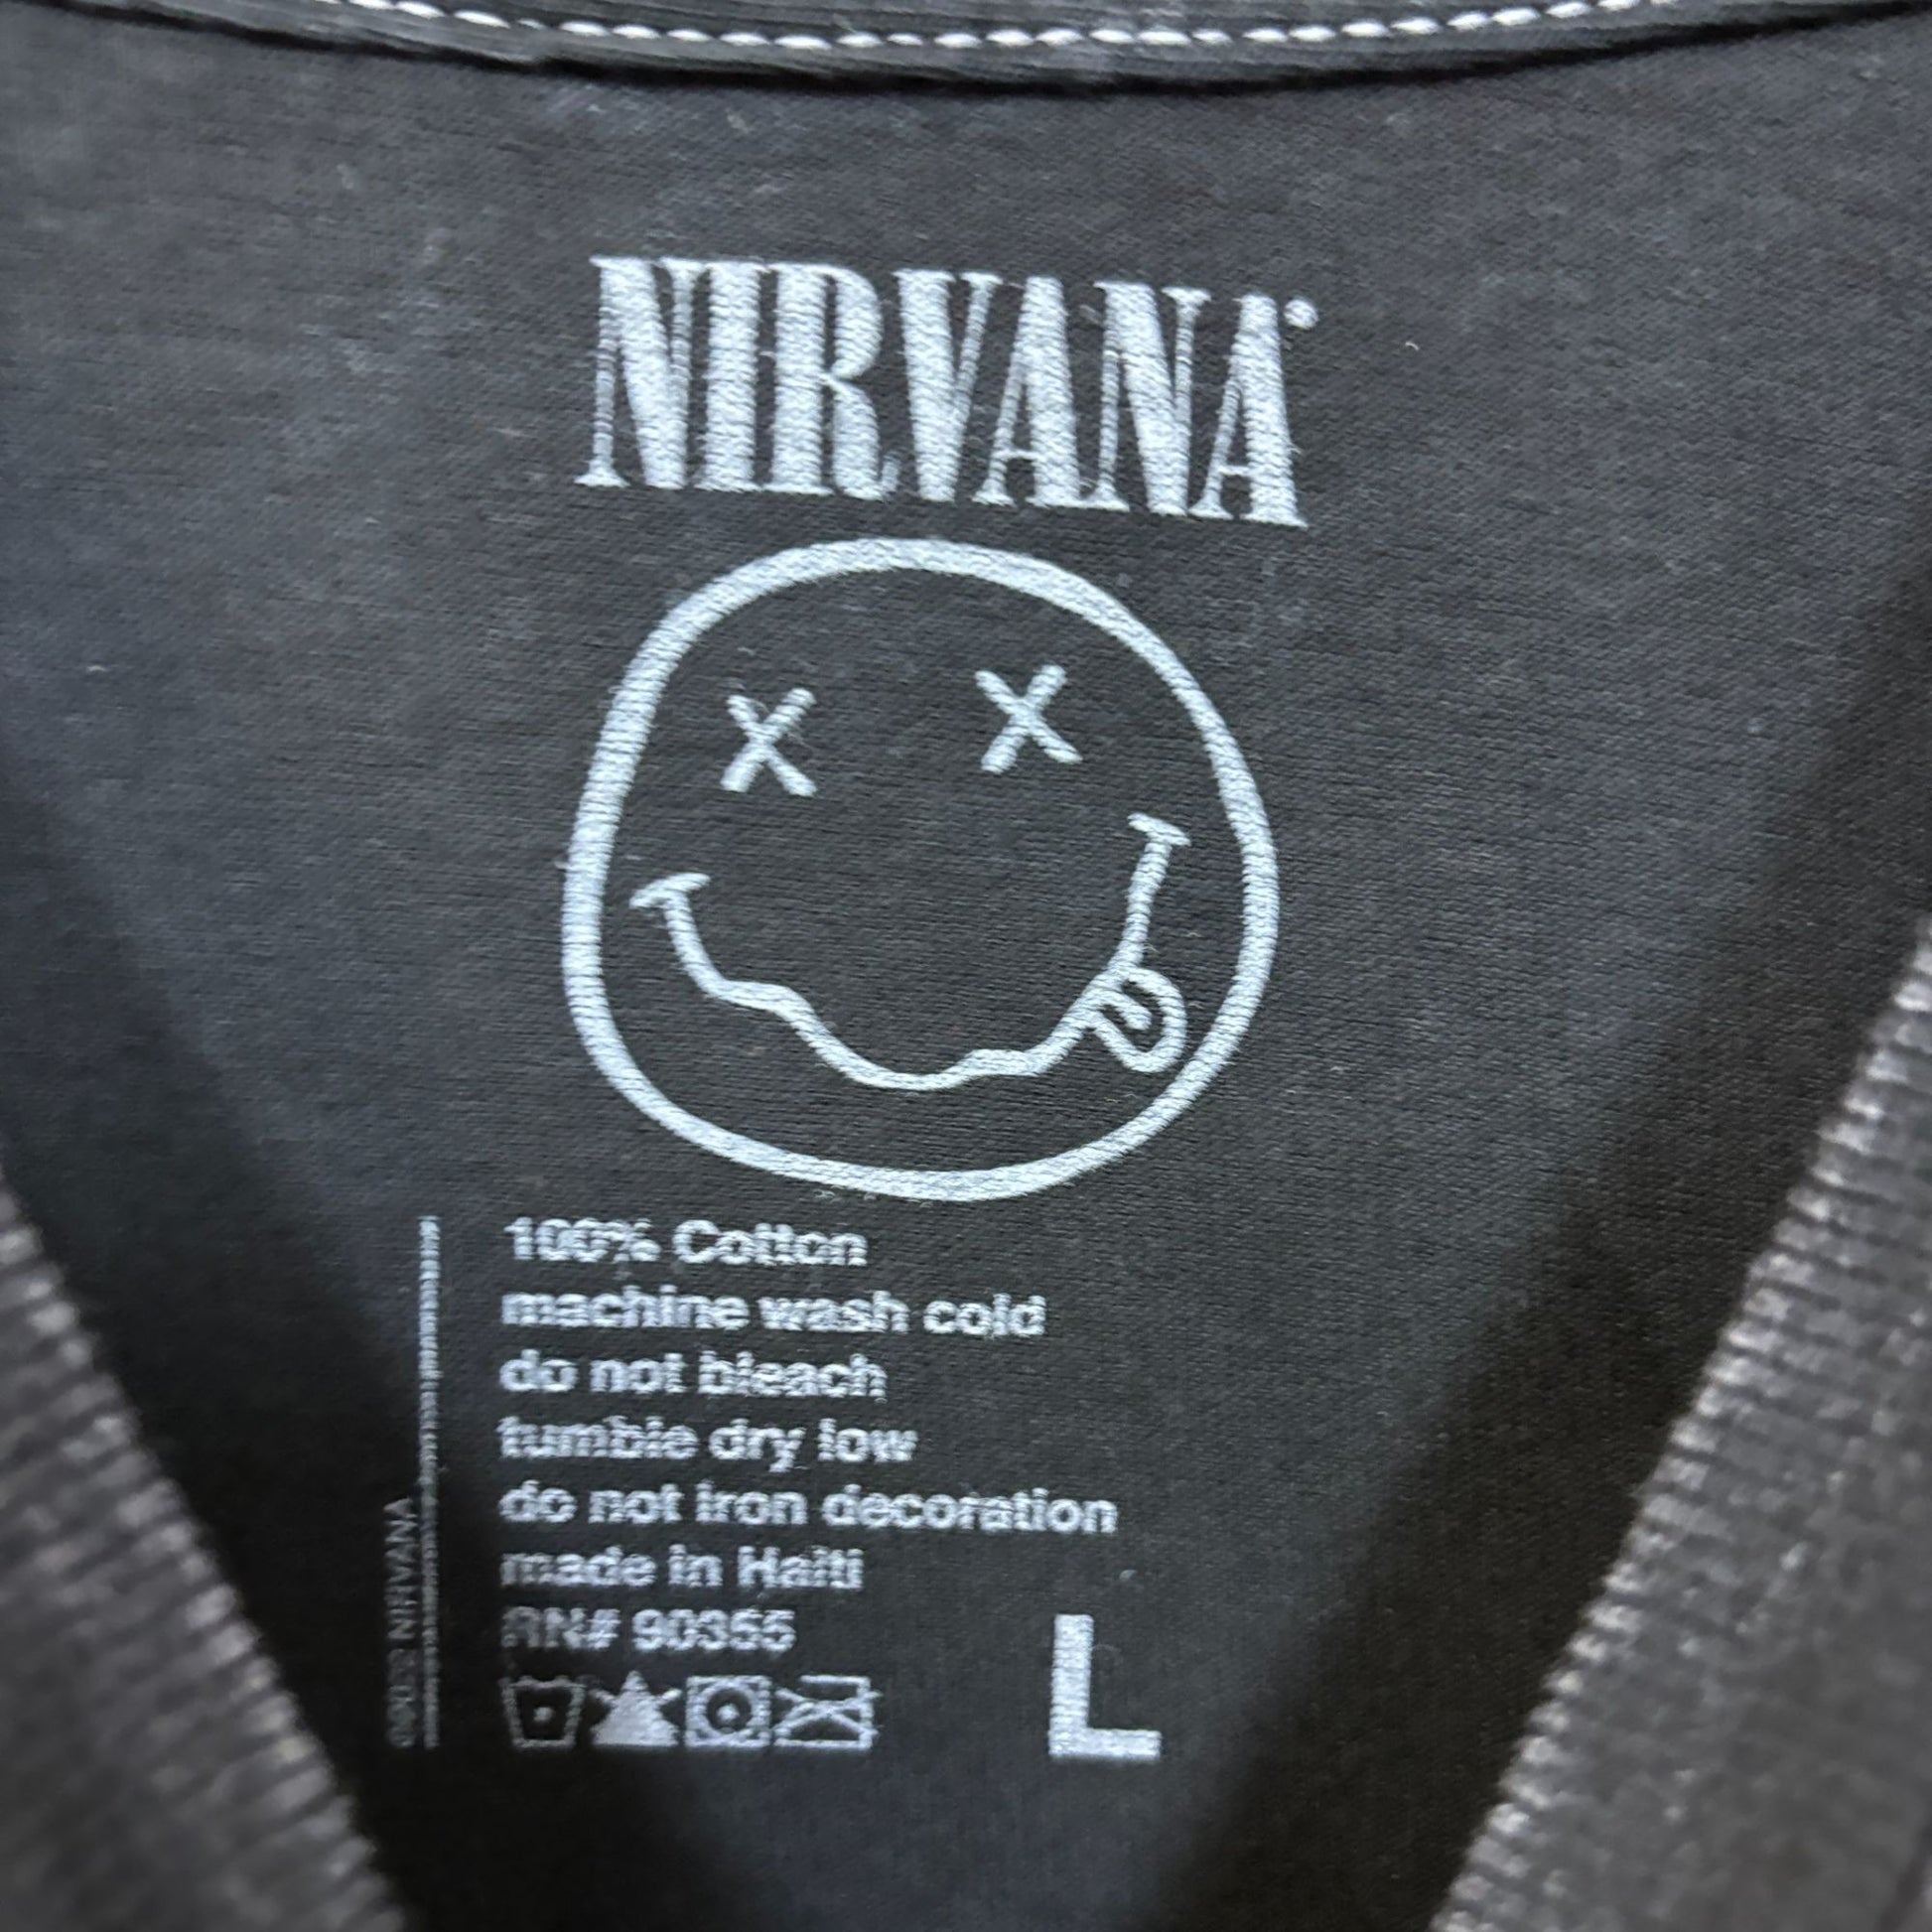 NIRVANA
100% Cotton
machine wash cold
do not bleach
tumble dry low
do not iron decoration
made in Haiti
RN# 90355
L
NIRVANA